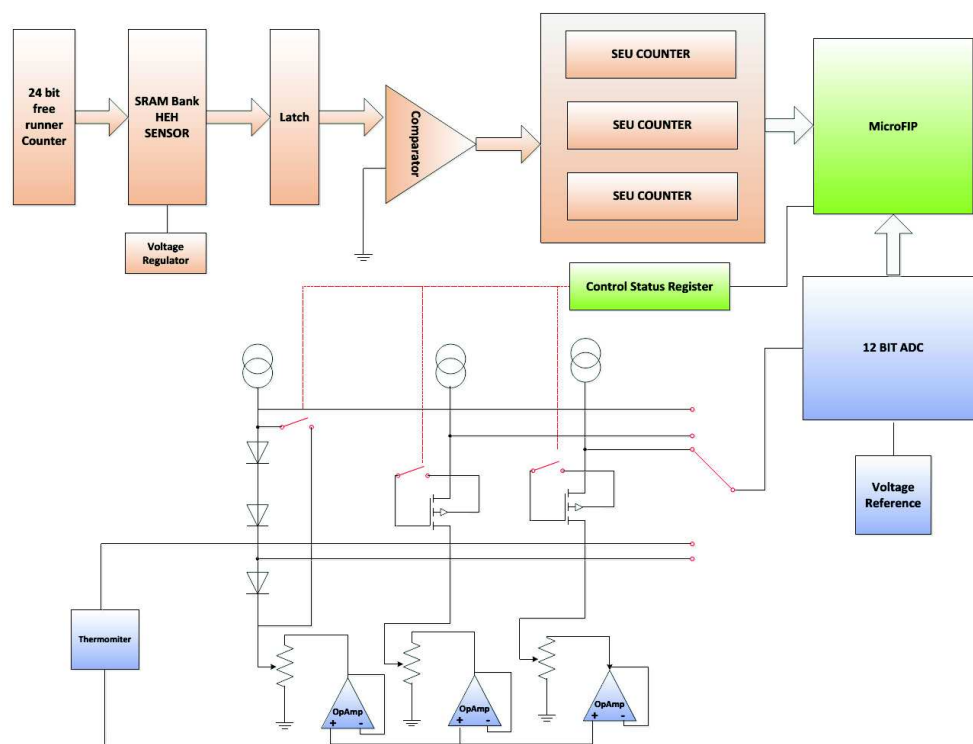 24 bit
free
runner
Counter
SRAM Bank
HEH
SENSOR
Latch
Comparator
SEU COUNTER
SEU COUNTER
SEU COUNTER
MicroFIP
Voltage
Regulator
Control Status Register
12 BIT ADC
Voltage
Reference
Thermomiter
OpAmp
+ -
OpAmp
+ -
OpAmp
+ -